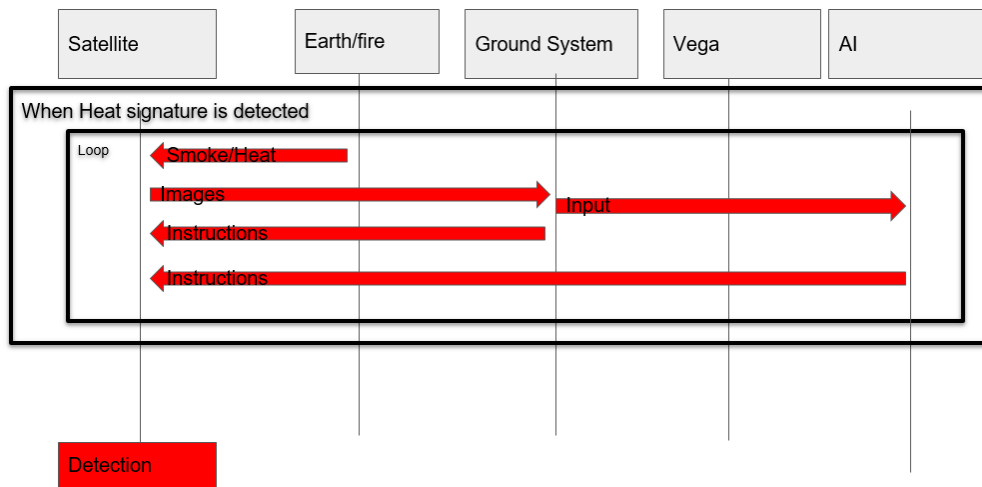 Satellite
Earth/fire
Ground System
Vega
AI
When Heat signature is detected
Loop
Smoke/Heat
Images
Input
Instructions
Instructions
Detection